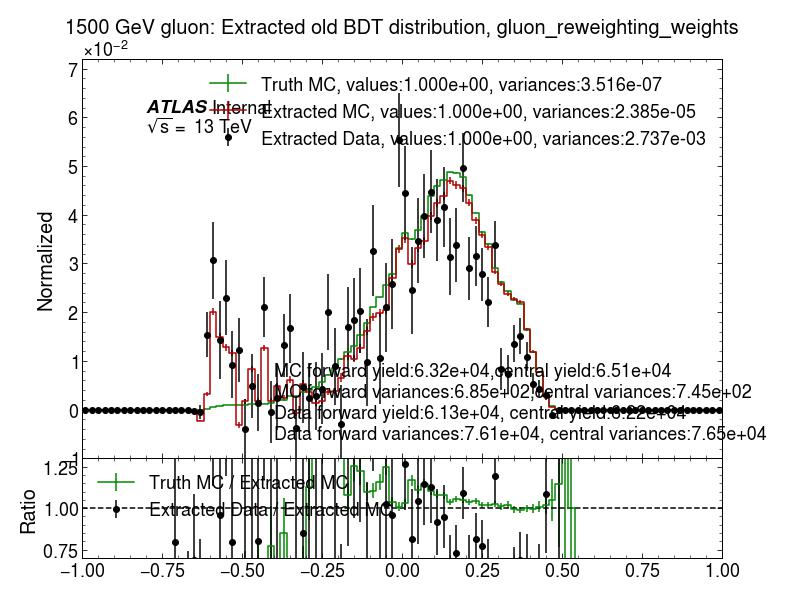 1500 GeV gluon: Extracted old BDT distribution, gluon_reweighting_weights
×10⁻²
Truth MC, values:1.000e+00, variances:3.516e-07
ATLAS Internal
Extracted MC, values:1.000e+00, variances:2.385e-05
√s = 13 TeV
Extracted Data, values:1.000e+00, variances:2.737e-03
7
6
5
4
3
2
1
0
−1
Normalized
MC forward yield:6.32e+04,central yield:6.51e+04
MC forward variances:6.85e+02,central variances:7.45e+02
Data forward yield:6.13e+04, central yield:6.22e+04
Data forward variances:7.61e+04, central variances:7.65e+04
Truth MC / Extracted MC
Extracted Data / Extracted MC
1.25
1.00
0.75
Ratio
−1.00 −0.75 −0.50 −0.25 0.00 0.25 0.50 0.75 1.00